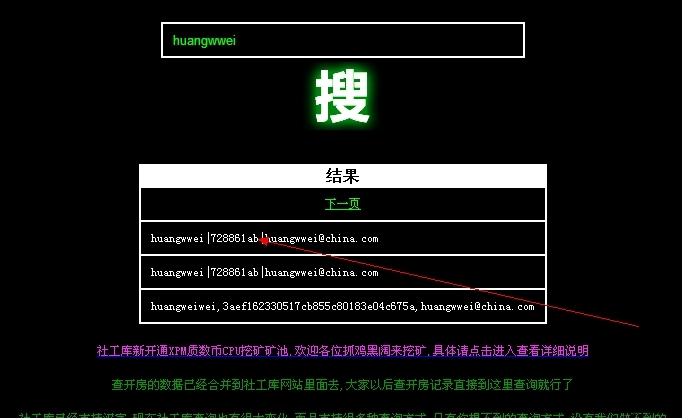 huangwwei
搜
结果
下一页
huangwwei|728861ab|huangwwei@china.com
huangwwei|728861ab|huangwwei@china.com
huangweiwei,3aef162330517cb855c80183e04c675a,huangwwei@china.com
社工库新开通XPM质数币CPU挖矿矿池,欢迎各位抓鸡黑阔来挖矿,具体请点击进入查看详细说明
查开房的数据已经合并到社工库网站里面去,大家以后查开房记录直接到这里查询就行了